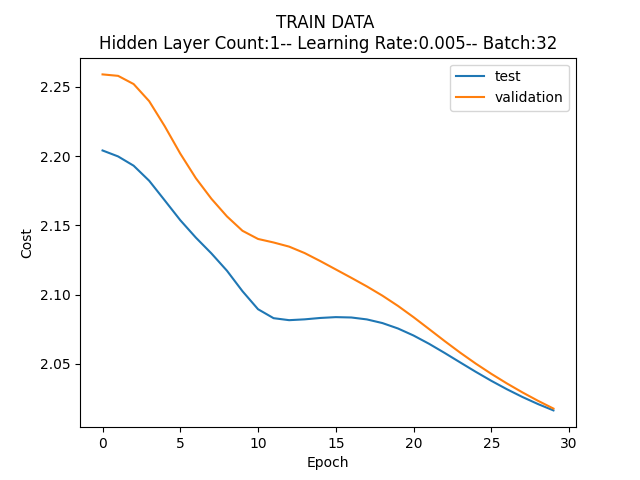 TRAIN DATA
Hidden Layer Count:1-- Learning Rate:0.005-- Batch:32
test
validation
2.25
2.20
2.15
2.10
2.05
Cost
0 5 10 15 20 25 30
Epoch